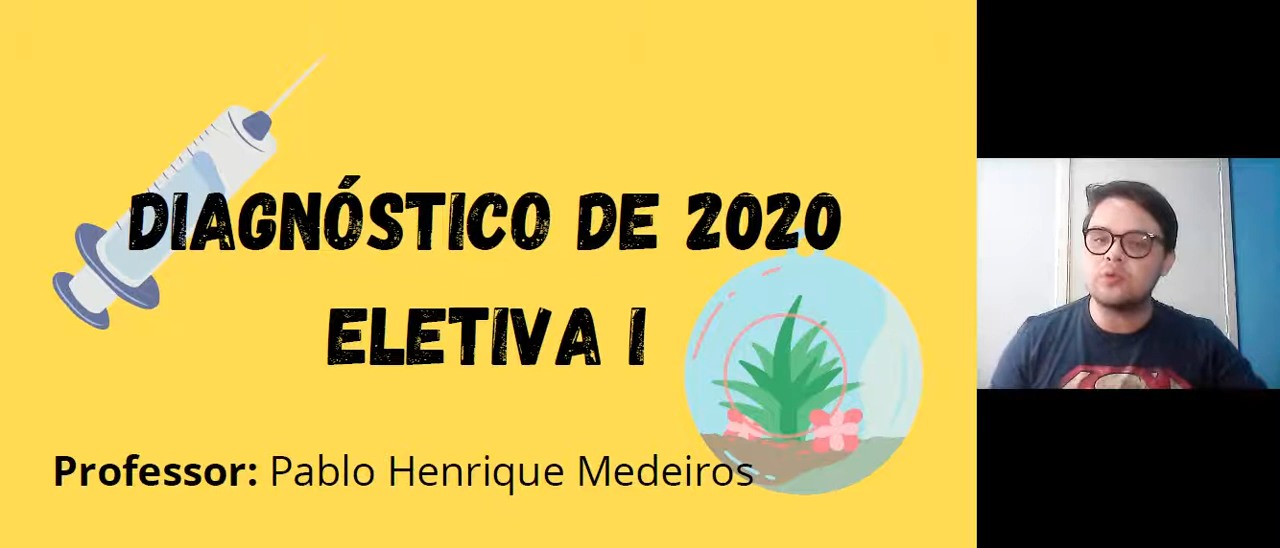 DIAGNÓSTICO DE 2020
ELETIVA I
Professor: Pablo Henrique Medeiros